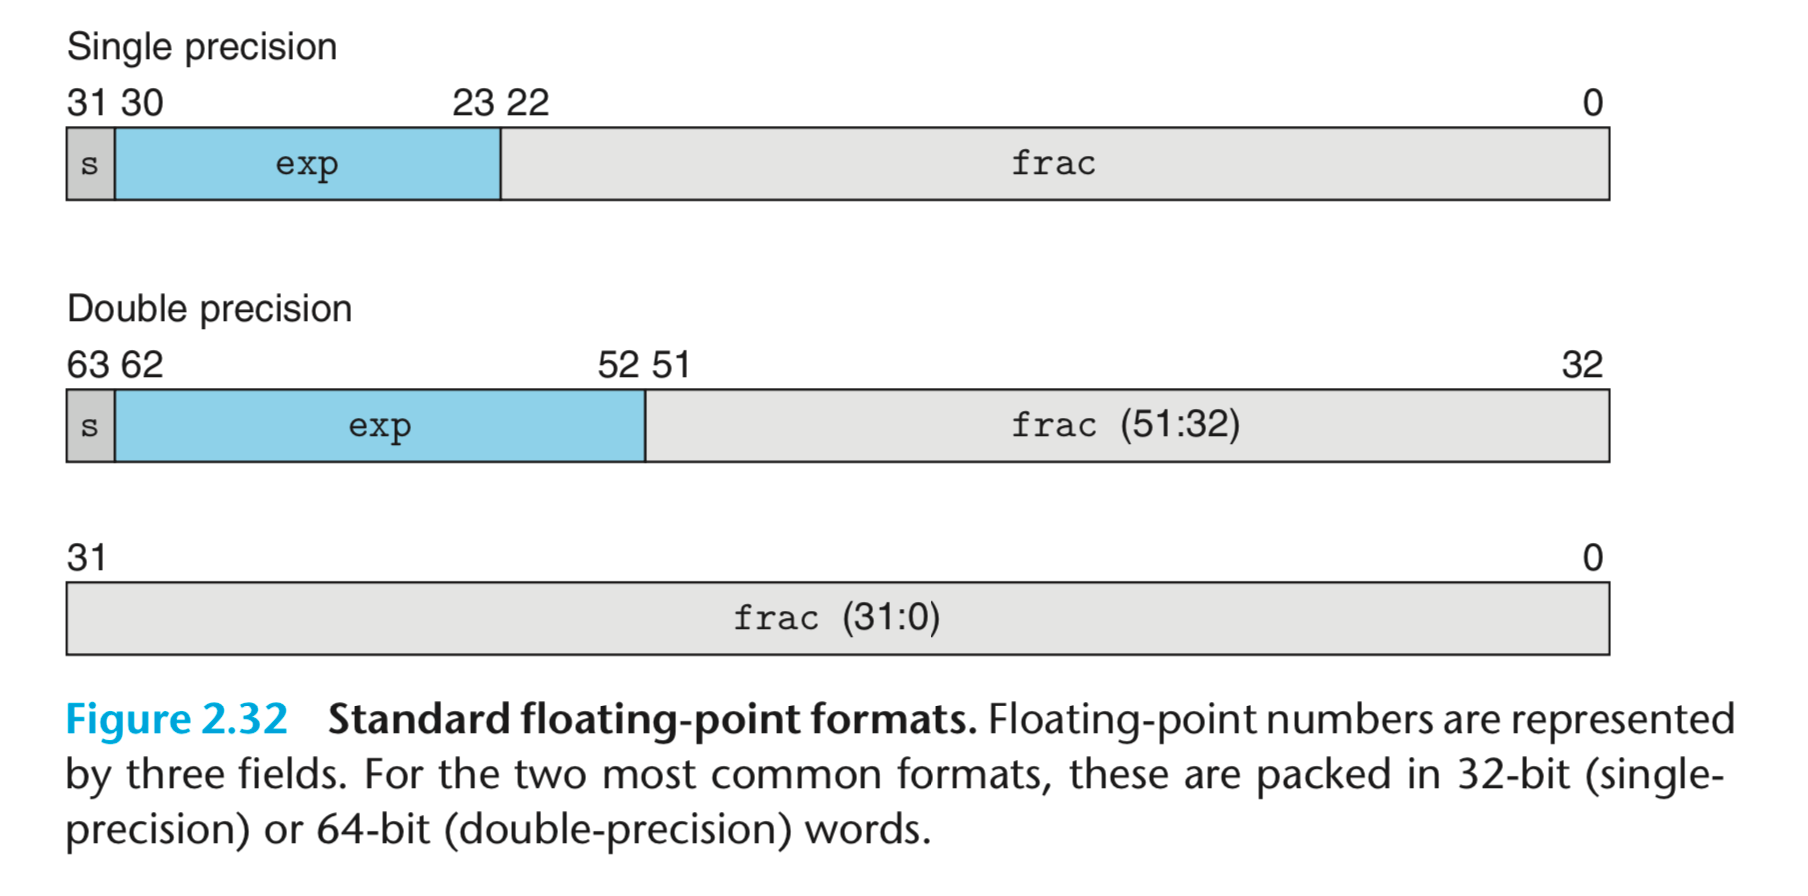 Single precision
31 30 23 22 0
s exp frac
Double precision
63 62 52 51 32
s exp frac (51:32)
31 0
frac (31:0)
Figure 2.32 Standard floating-point formats. Floating-point numbers are represented
by three fields. For the two most common formats, these are packed in 32-bit (single-
precision) or 64-bit (double-precision) words.